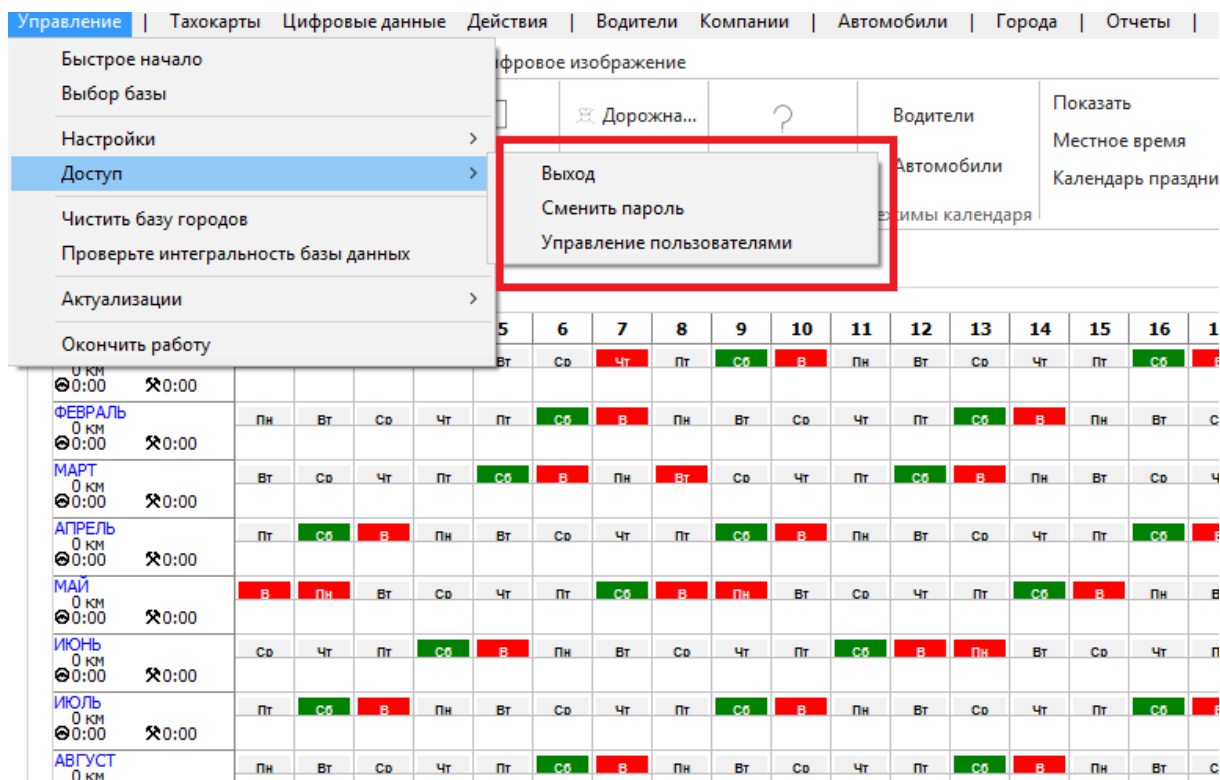 Управление | Тахокарты Цифровые данные Действия | Водители Компании | Автомобили | Города | Отчеты |
Быстрое начало
Выбор базы
Настройки
Доступ
Чистить базу городов
Проверьте интегральность базы данных
Актуализации
Окончить работу
Выход
Сменить пароль
Управление пользователями
изображение
Дорожна...
?
Водители
Автомобили
календаря
Показать
Местное время
Календарь
5 6 7 8 9 10 11 12 13 14 15 16
Вт Ср Чт Пт Сб В Пн Вт Ср Чт Пт Сб
0 км
0:00 0:00
ФЕВРАЛЬ
Пн Вт Ср Чт Пт Сб В Пн Вт Ср Чт Пт Сб В Пн Вт
0 км
0:00 0:00
МАРТ
Вт Ср Чт Пт Сб В Пн Вт Ср Чт Пт Сб В Пн Вт Ср
0 км
0:00 0:00
АПРЕЛЬ
Пт Сб В Пн Вт Ср Чт Пт Сб В Пн Вт Ср Чт Пт Сб
0 км
0:00 0:00
МАЙ
В Пн Вт Ср Чт Пт Сб В Пн Вт Ср Чт Пт Сб В Пн
0 км
0:00 0:00
ИЮНЬ
Ср Чт Пт Сб В Пн Вт Ср Чт Пт Сб В Пн Вт Ср Чт
0 км
0:00 0:00
ИЮЛЬ
Пт Сб В Пн Вт Ср Чт Пт Сб В Пн Вт Ср Чт Пт Сб
0 км
0:00 0:00
АВГУСТ
Пн Вт Ср Чт Пт Сб В Пн Вт Ср Чт Пт Сб В Пн Вт
0 км